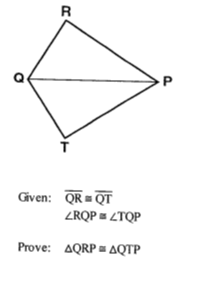 R
Q
P
T
Given: QR ≅ QT
∠RQP ≅ ∠TQP
Prove: ΔQRP ≅ ΔQTP